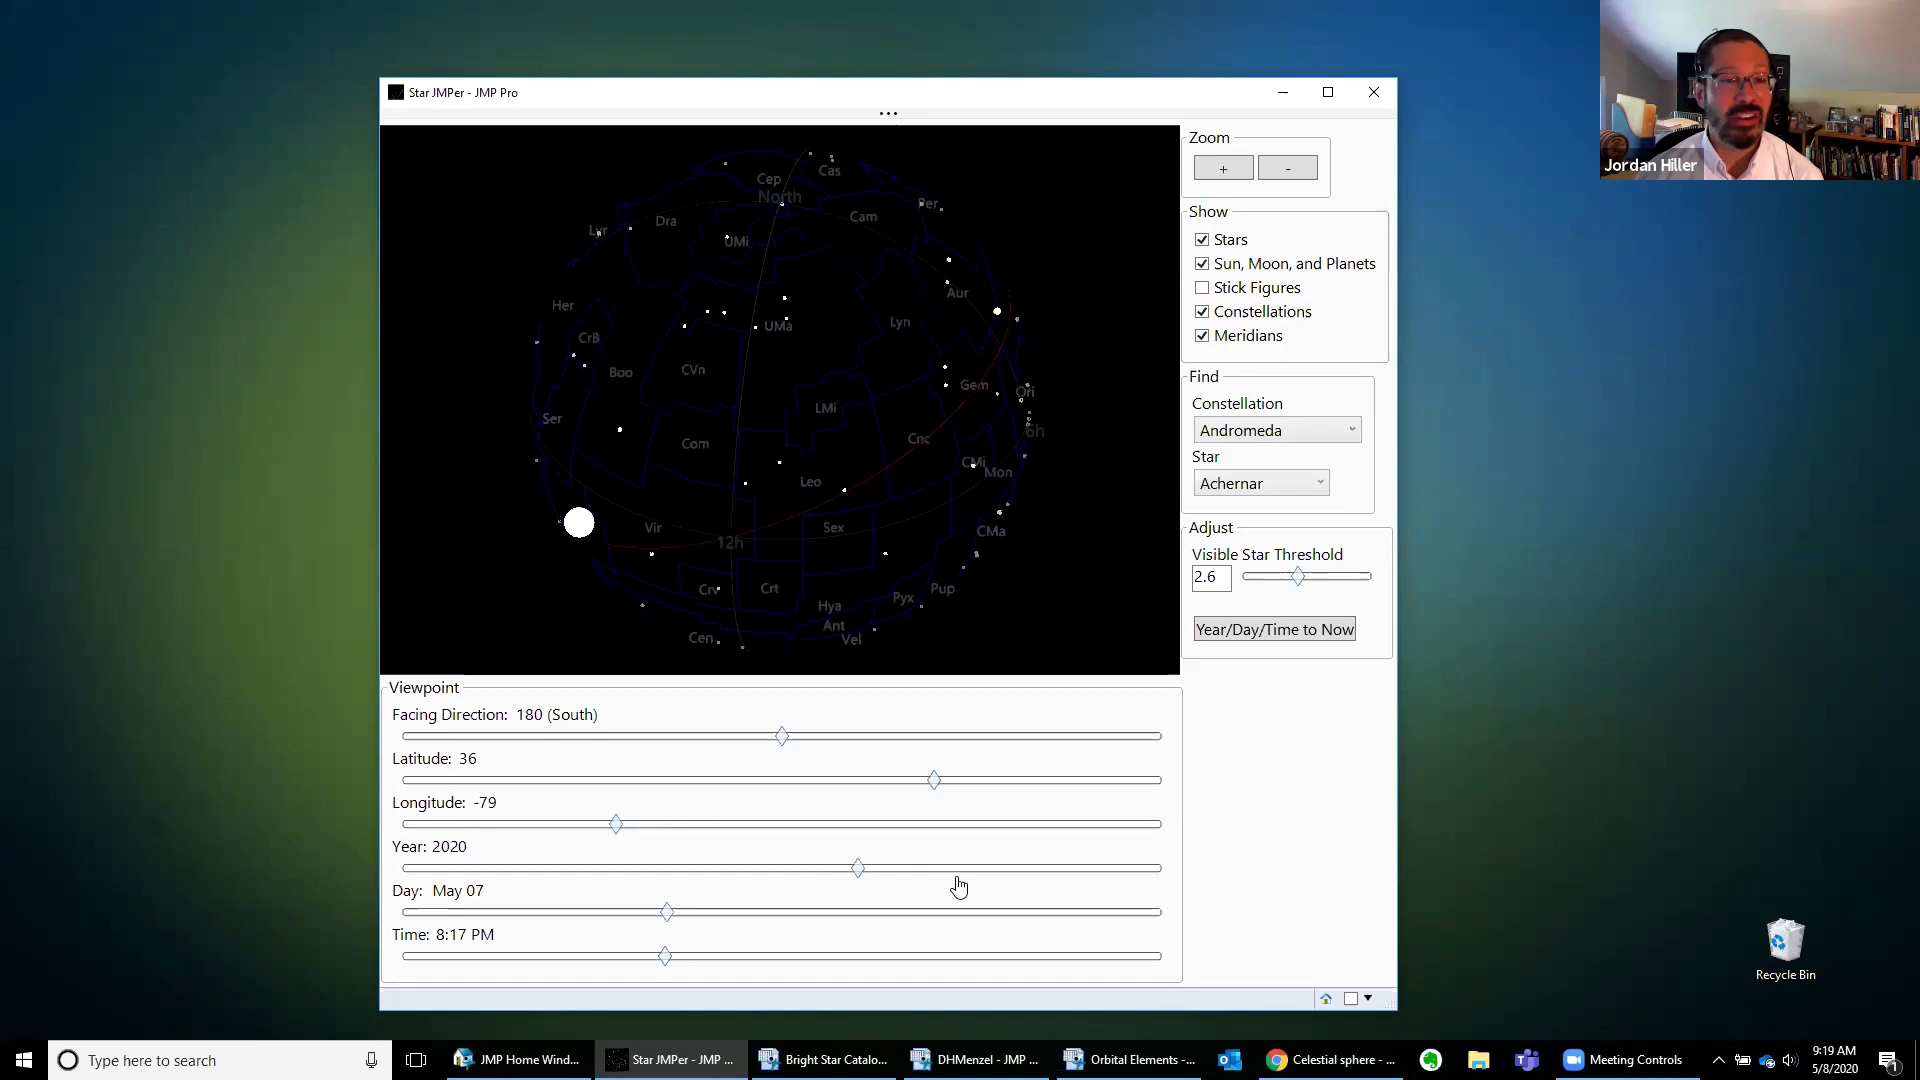 Star JMPer - JMP Pro
Jordan Hiller
Cep
Cas
North
Per
Dra
Cam
Lyr
UMi
Her
Aur
CrB
UMa
Lyn
Boo
CVn
Gem
Ori
LMi
Ser
Com
Cnc
6h
CMi
Mon
Leo
Vir
Sex
12h
CMa
Crv
Crt
Hya
Pyx
Pup
Ant
Cen
Vel
Zoom
+ -
Show
Stars
Sun, Moon, and Planets
Stick Figures
Constellations
Meridians
Find
Constellation
Andromeda
Star
Achernar
Adjust
Visible Star Threshold
2.6
Year/Day/Time to Now
Viewpoint
Facing Direction: 180 (South)
Latitude: 36
Longitude: -79
Year: 2020
Day: May 07
Time: 8:17 PM
Recycle Bin
Type here to search
JMP Home Wind...
Star JMPer - JMP ...
Bright Star Catalo...
DHMenzel - JMP ...
Orbital Elements -...
Celestial sphere - ...
Meeting Controls
9:19 AM
5/8/2020
1